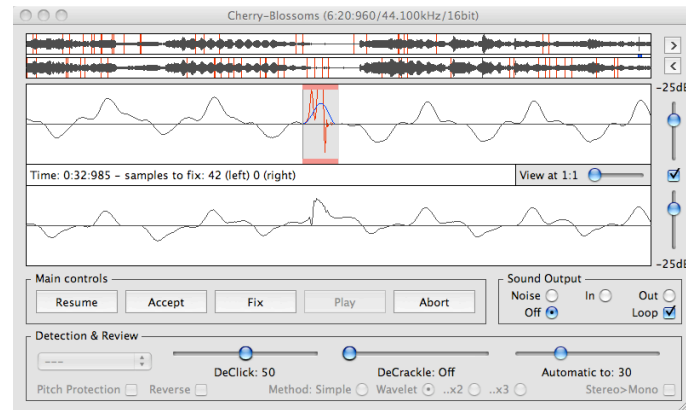 Cherry-Blossoms (6:20:960/44.100kHz/16bit)
>
<
-25dB
Time: 0:32:985 - samples to fix: 42 (left) 0 (right) View at 1:1
-25dB
Main controls Sound Output
Resume Accept Fix Play Abort
Noise In Out
Off Loop
Detection & Review
---
DeClick: 50 DeCrackle: Off Automatic to: 30
Pitch Protection Reverse Method: Simple Wavelet ..x2 ..x3 Stereo>Mono